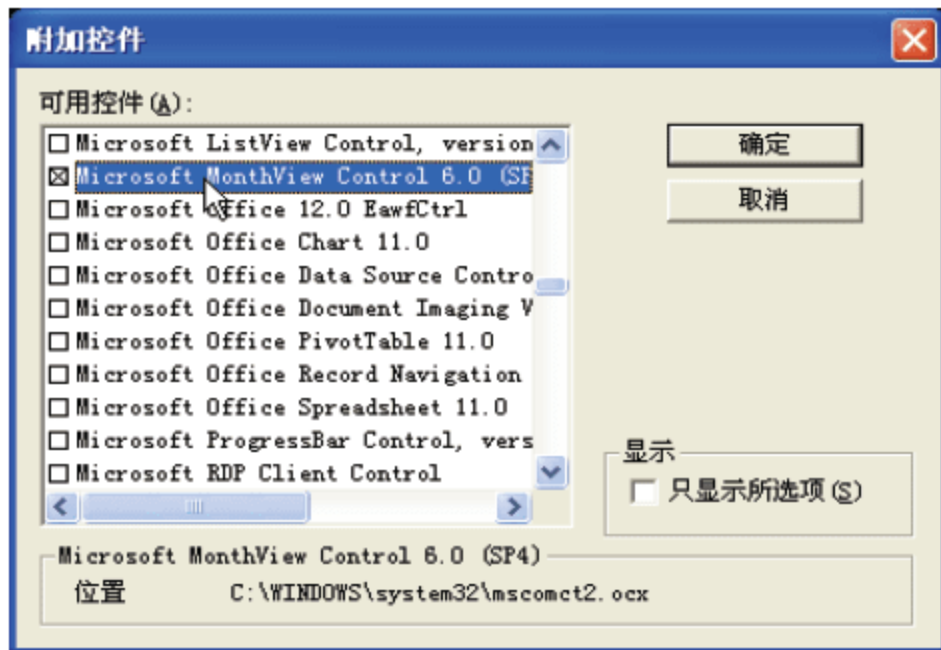 附加控件
可用控件(A):
Microsoft ListView Control, version
Microsoft MonthView Control 6.0 (SP
Microsoft Office 12.0 EawfCtrl
Microsoft Office Chart 11.0
Microsoft Office Data Source Contro
Microsoft Office Document Imaging V
Microsoft Office PivotTable 11.0
Microsoft Office Record Navigation
Microsoft Office Spreadsheet 11.0
Microsoft ProgressBar Control, vers
Microsoft RDP Client Control
确定
取消
显示
只显示所选项(S)
Microsoft MonthView Control 6.0 (SP4)
位置 C:\WINDOWS\system32\mscomct2.ocx